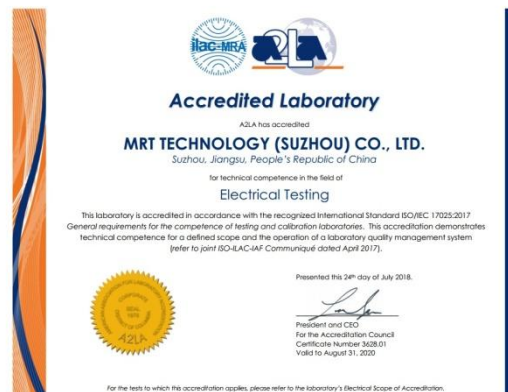 ilac-MRA
A2LA
Accredited Laboratory
A2LA has accredited
MRT TECHNOLOGY (SUZHOU) CO., LTD.
Suzhou, Jiangsu, People's Republic of China
for technical competence in the field of
Electrical Testing
This laboratory is accredited in accordance with the recognized International Standard ISO/IEC 17025:2017
General requirements for the competence of testing and calibration laboratories. This accreditation demonstrates
technical competence for a defined scope and the operation of a laboratory quality management system
(refer to joint ISO-ILAC-IAF Communiqué dated April 2017).
Presented this 24th day of July 2018.
CORPORATE
SEAL
1978
A2LA
President and CEO
For the Accreditation Council
Certificate Number 3628.01
Valid to August 31, 2020
For the tests to which this accreditation applies, please refer to the laboratory's Electrical Scope of Accreditation.